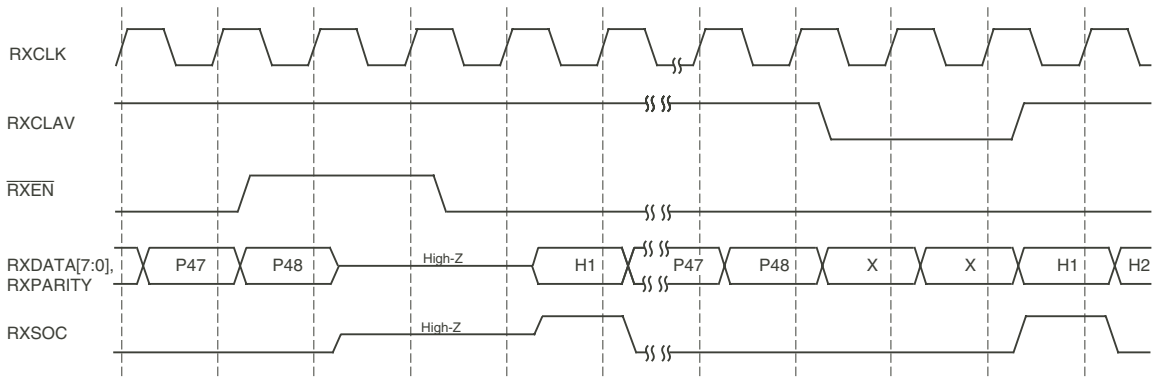 RXCLK
RXCLAV
RXEN
RXDATA[7:0], P47 P48 High-Z H1 P47 P48 X X H1 H2
RXPARITY
RXSOC High-Z